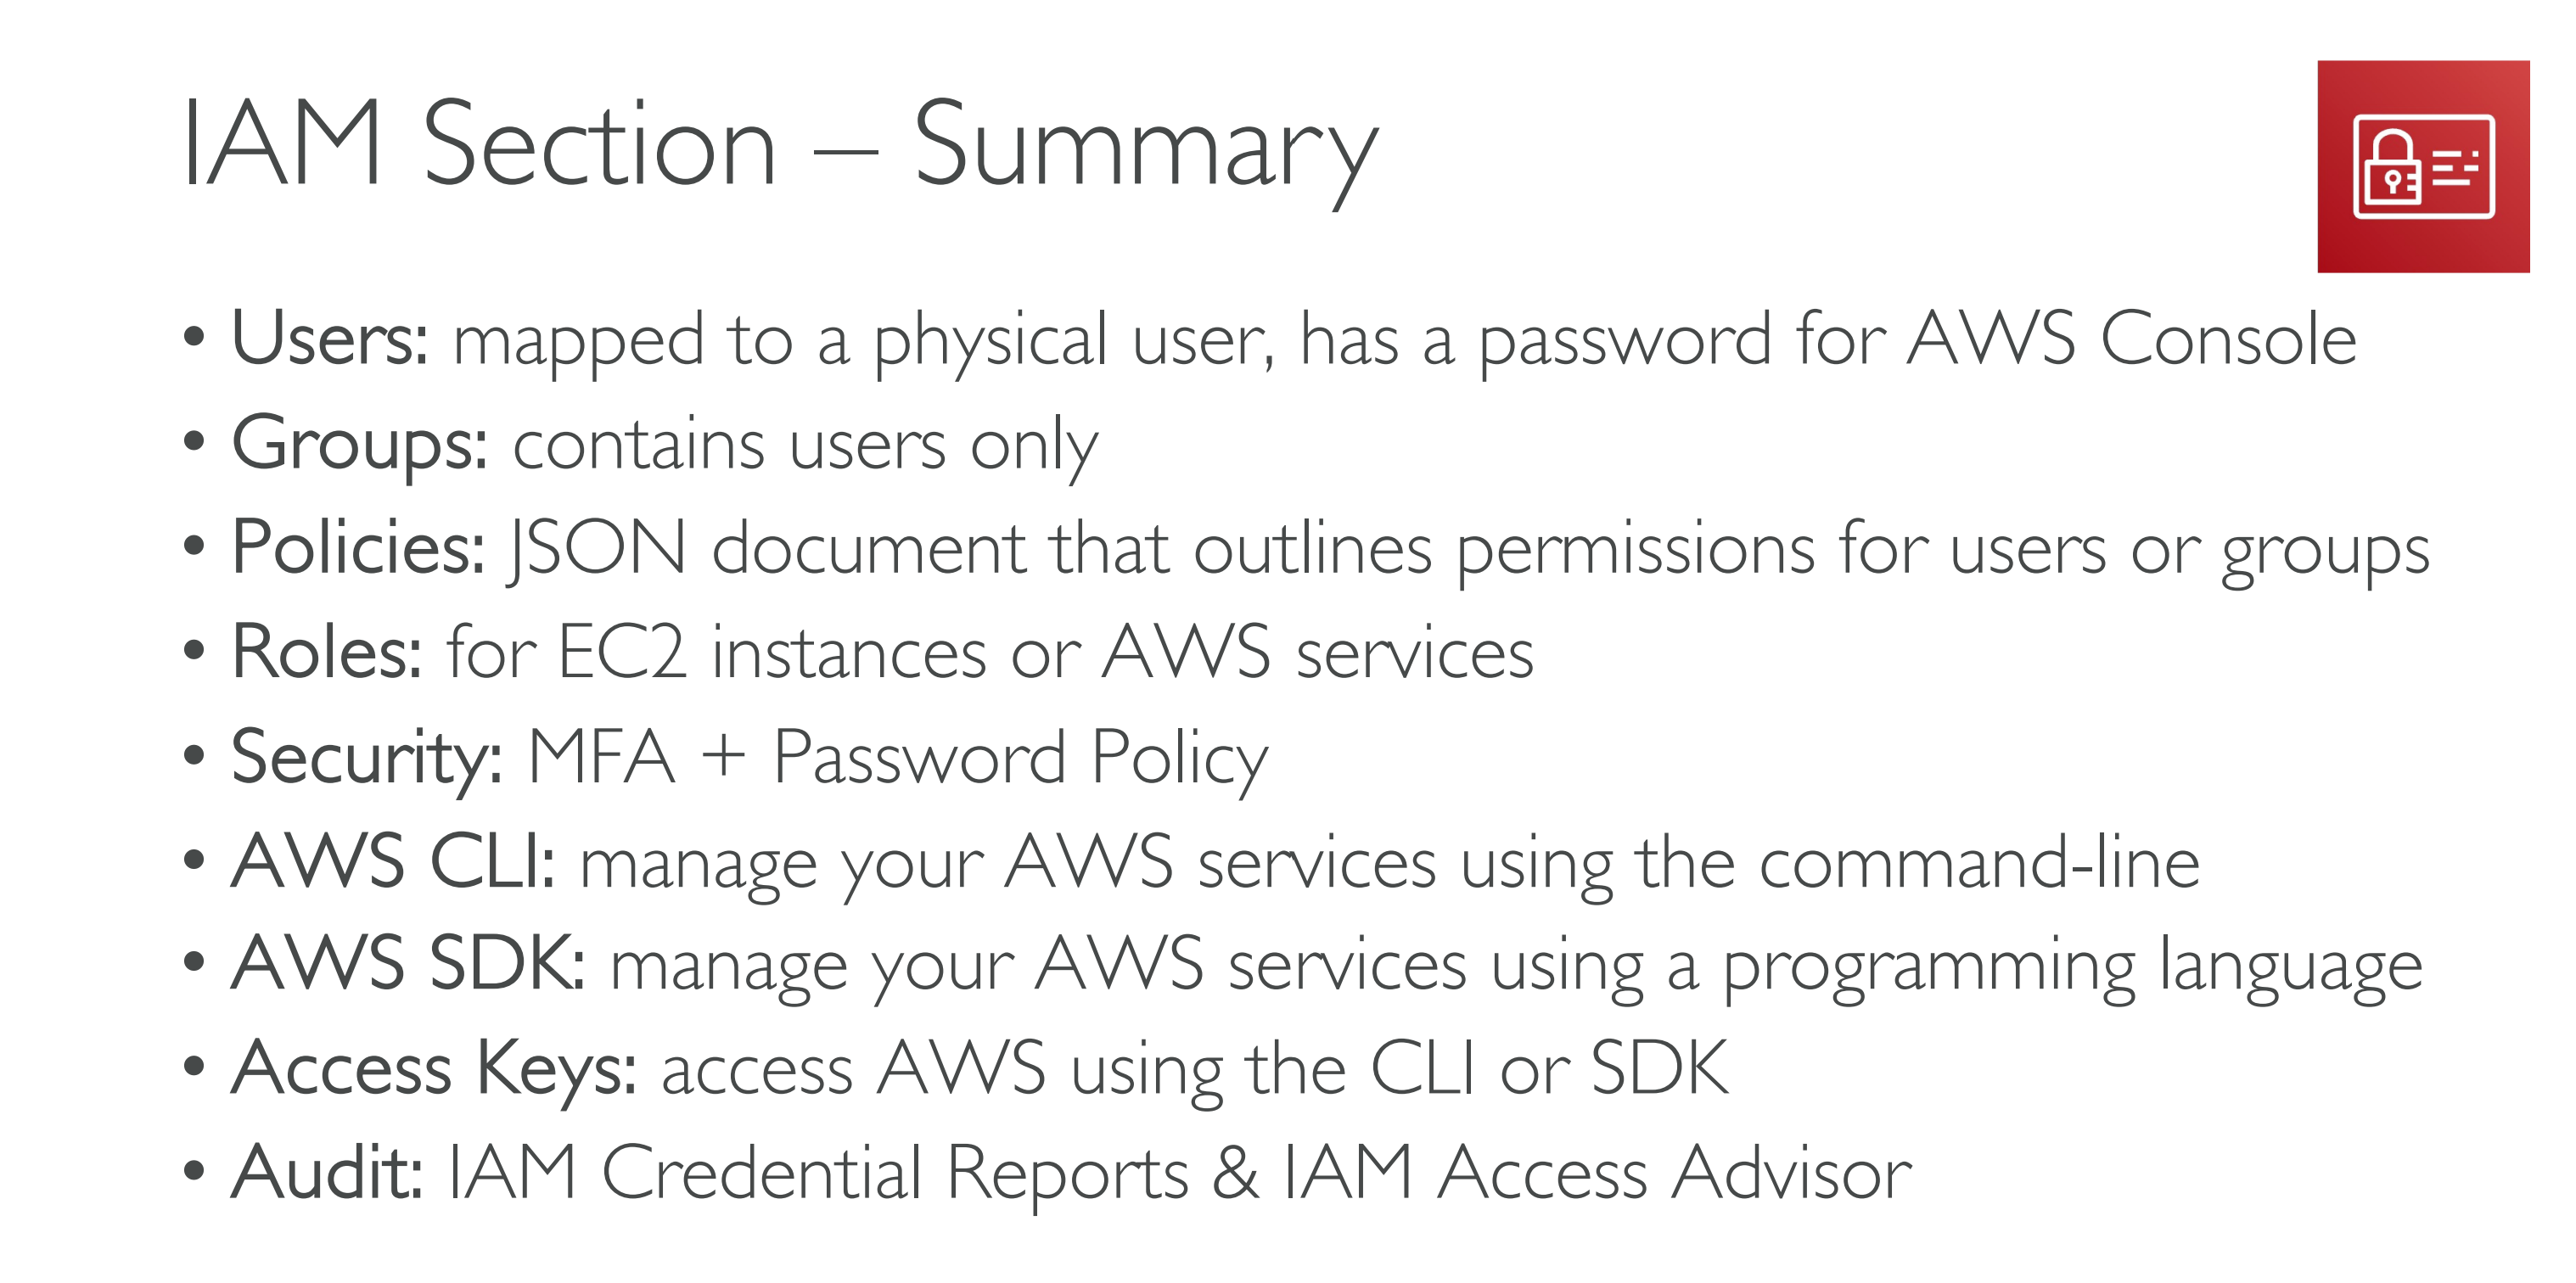 IAM Section – Summary
• Users: mapped to a physical user, has a password for AWS Console
• Groups: contains users only
• Policies: JSON document that outlines permissions for users or groups
• Roles: for EC2 instances or AWS services
• Security: MFA + Password Policy
• AWS CLI: manage your AWS services using the command-line
• AWS SDK: manage your AWS services using a programming language
• Access Keys: access AWS using the CLI or SDK
• Audit: IAM Credential Reports & IAM Access Advisor